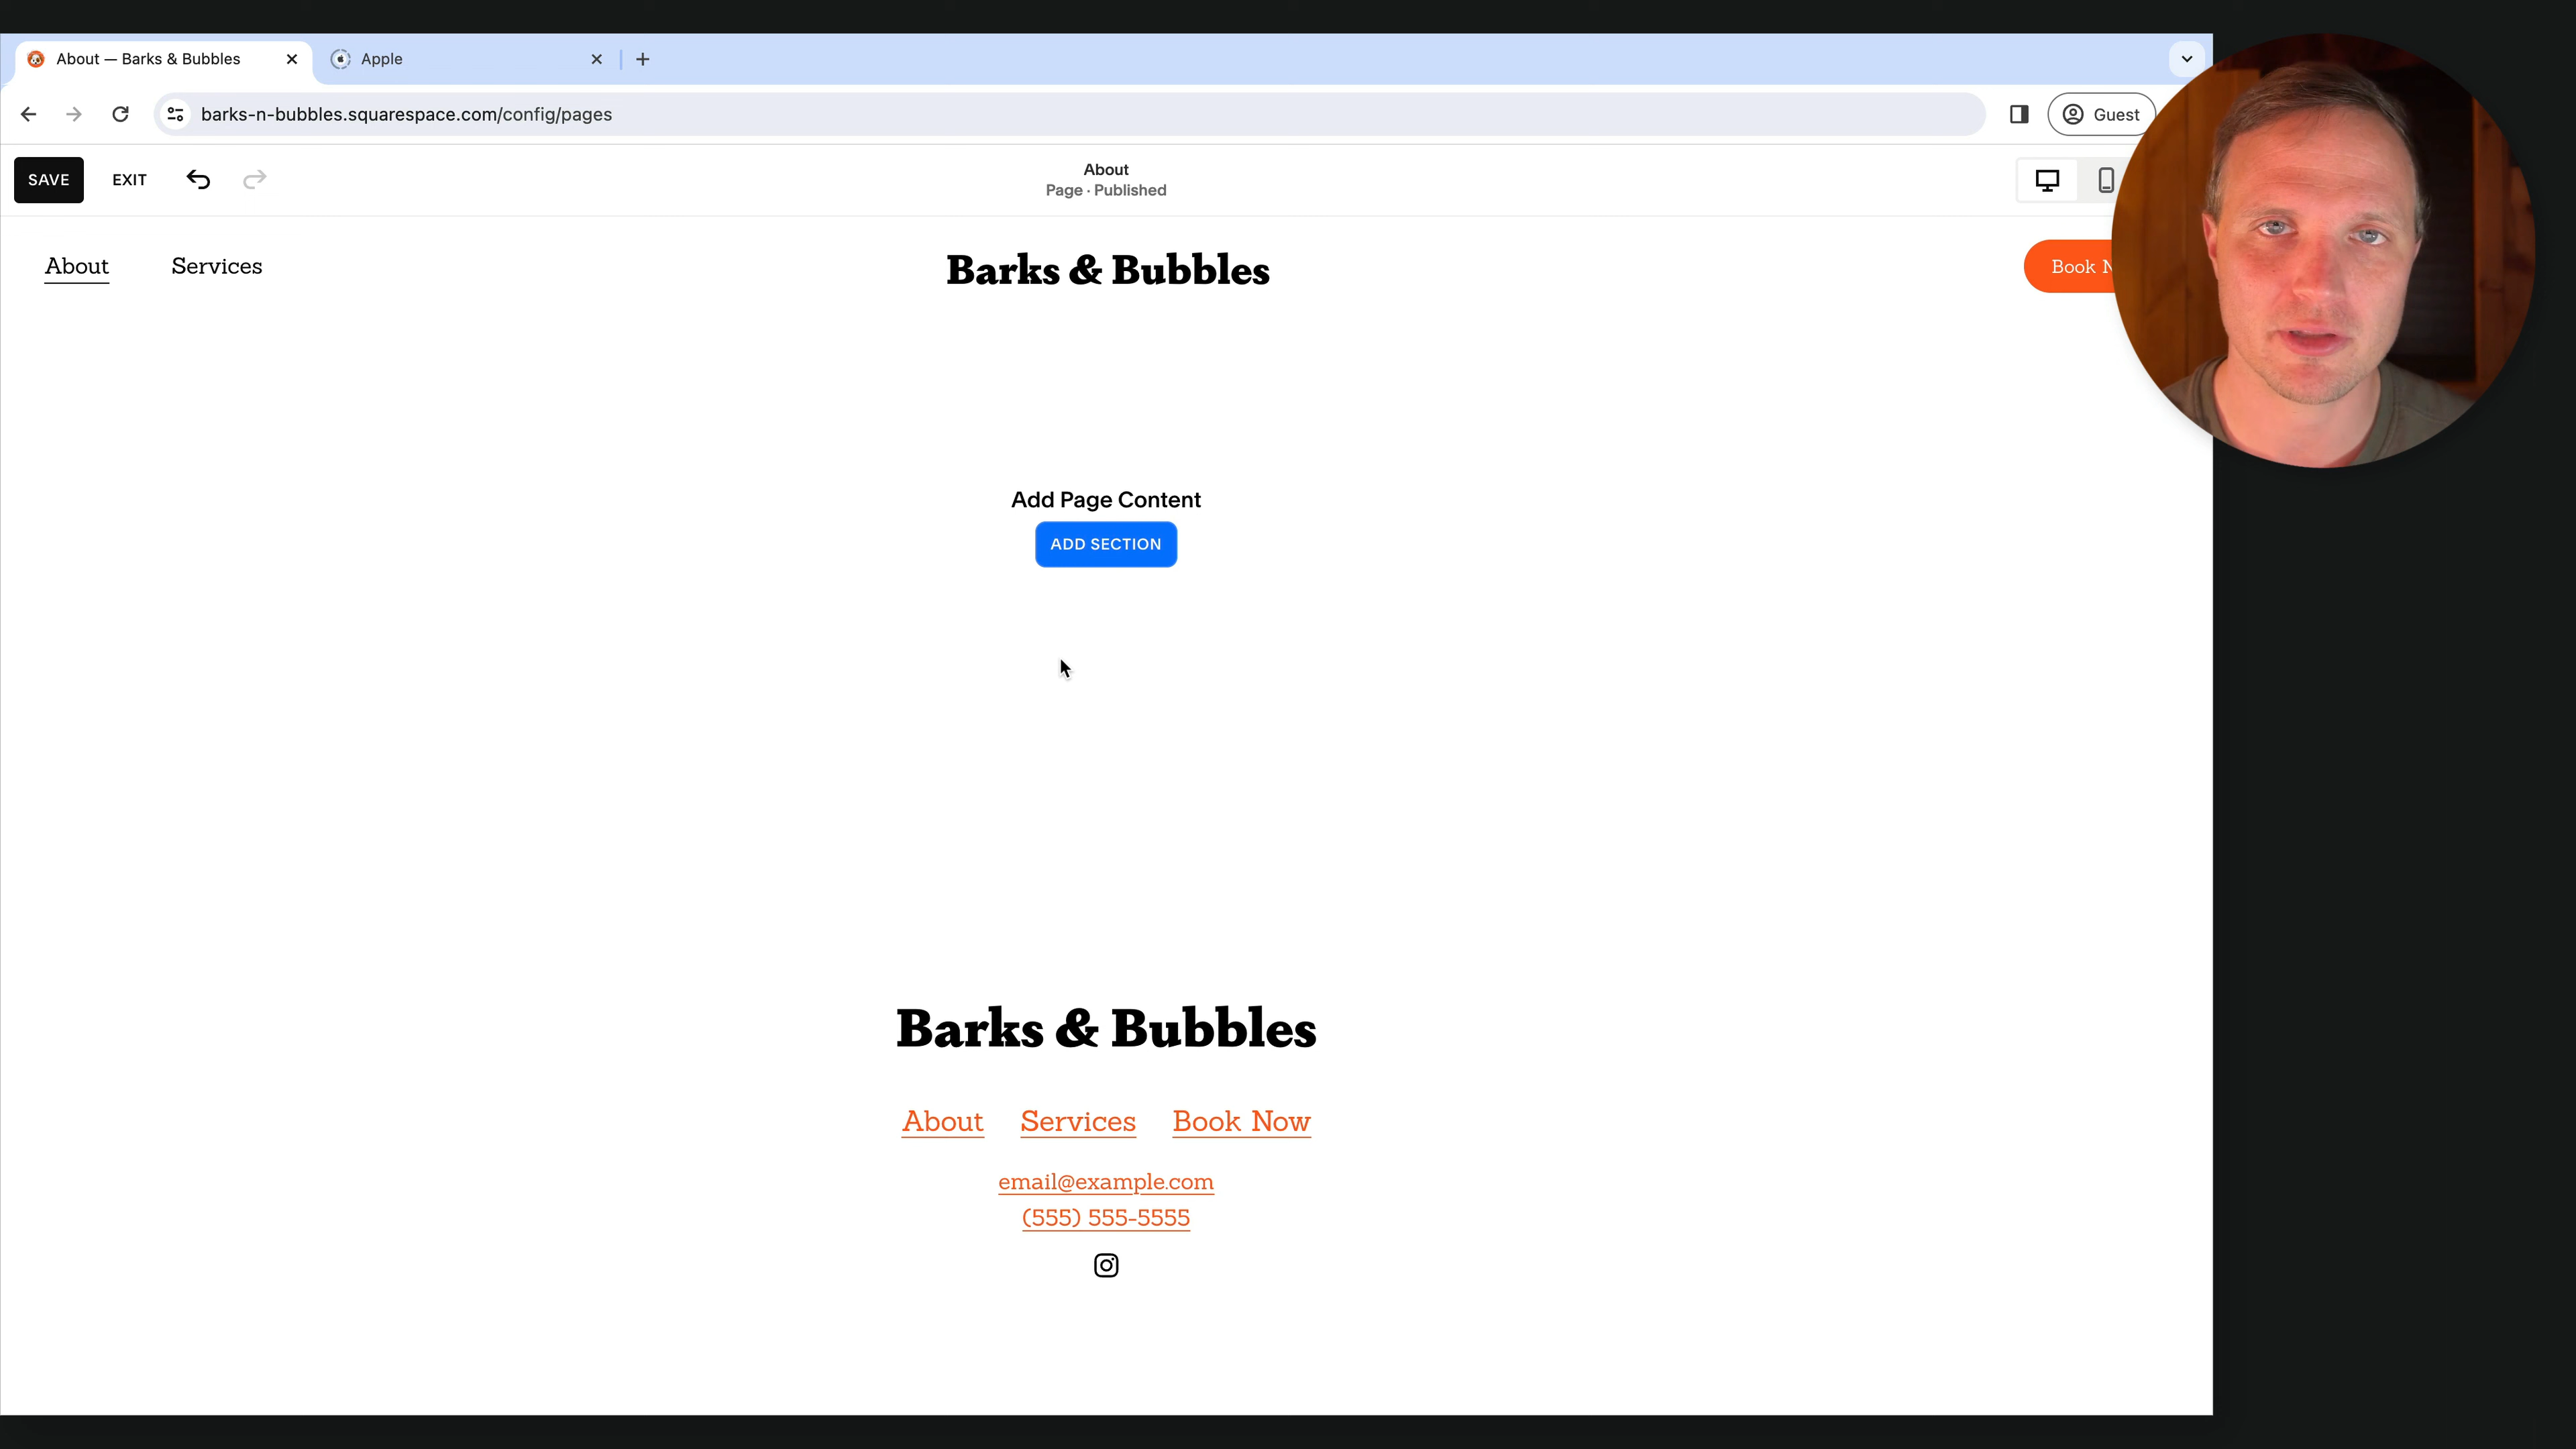 About — Barks & Bubbles
Apple
barks-n-bubbles.squarespace.com/config/pages
Guest
SAVE
EXIT
About
Page · Published
About
Services
Barks & Bubbles
Book N
Add Page Content
ADD SECTION
Barks & Bubbles
About Services Book Now
email@example.com
(555) 555-5555